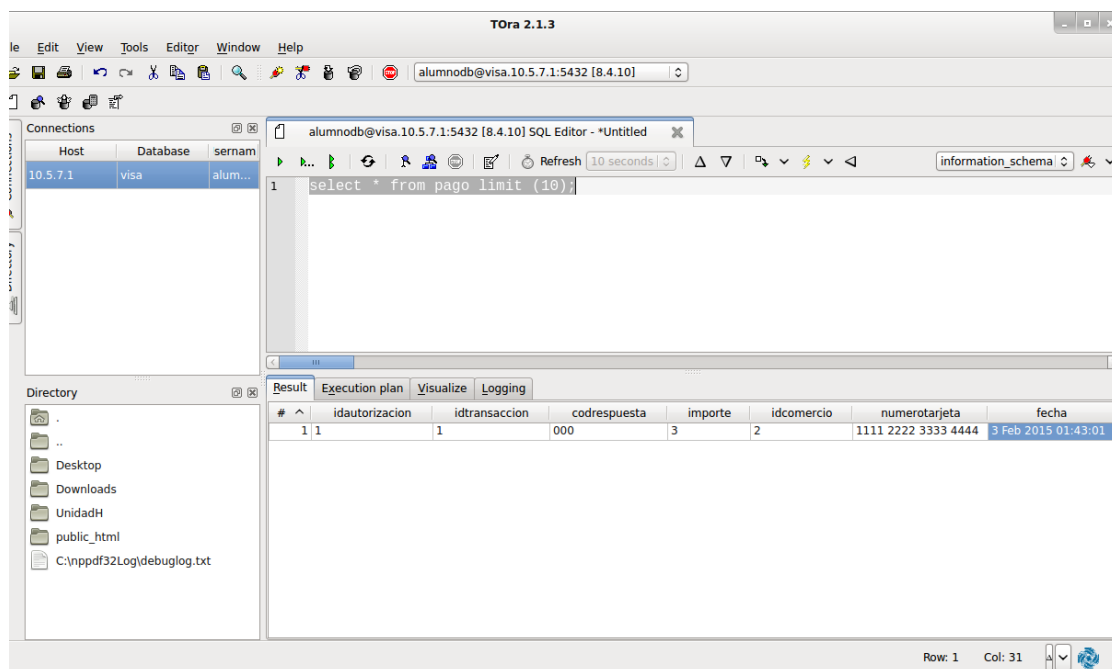 TOra 2.1.3
le Edit View Tools Editor Window Help
alumnodb@visa.10.5.7.1:5432 [8.4.10]
Connections
Host Database sernam
10.5.7.1 visa alum...
alumnodb@visa.10.5.7.1:5432 [8.4.10] SQL Editor - *Untitled
Refresh 10 seconds information_schema
1 select * from pago limit (10);
Directory
.
..
Desktop
Downloads
UnidadH
public_html
C:\nppdf32Log\debuglog.txt
Result Execution plan Visualize Logging
# idautorizacion idtransaccion codrespuesta importe idcomercio numerotarjeta fecha
1 1 1 000 3 2 1111 2222 3333 4444 3 Feb 2015 01:43:01
Row: 1 Col: 31